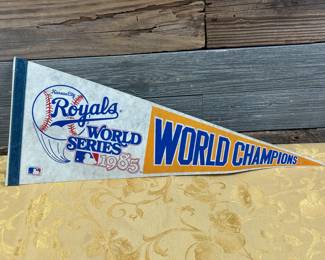 Kansas City
Royals
WORLD
SERIES
1985
WORLD CHAMPIONS